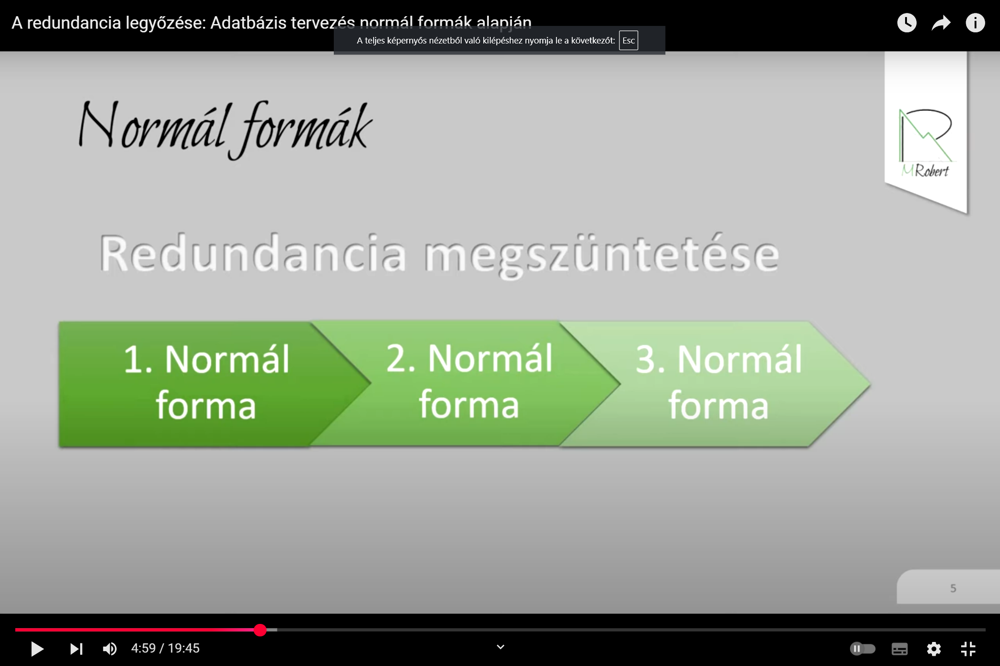 A redundancia legyőzése: Adatbázis tervezés normál formák alapján
A teljes képernyős nézetből való kilépéshez nyomja le a következőt: Esc
Normál formák
MRobert
Redundancia megszüntetése
1. Normál
forma
2. Normál
forma
3. Normál
forma
5
4:59 / 19:45